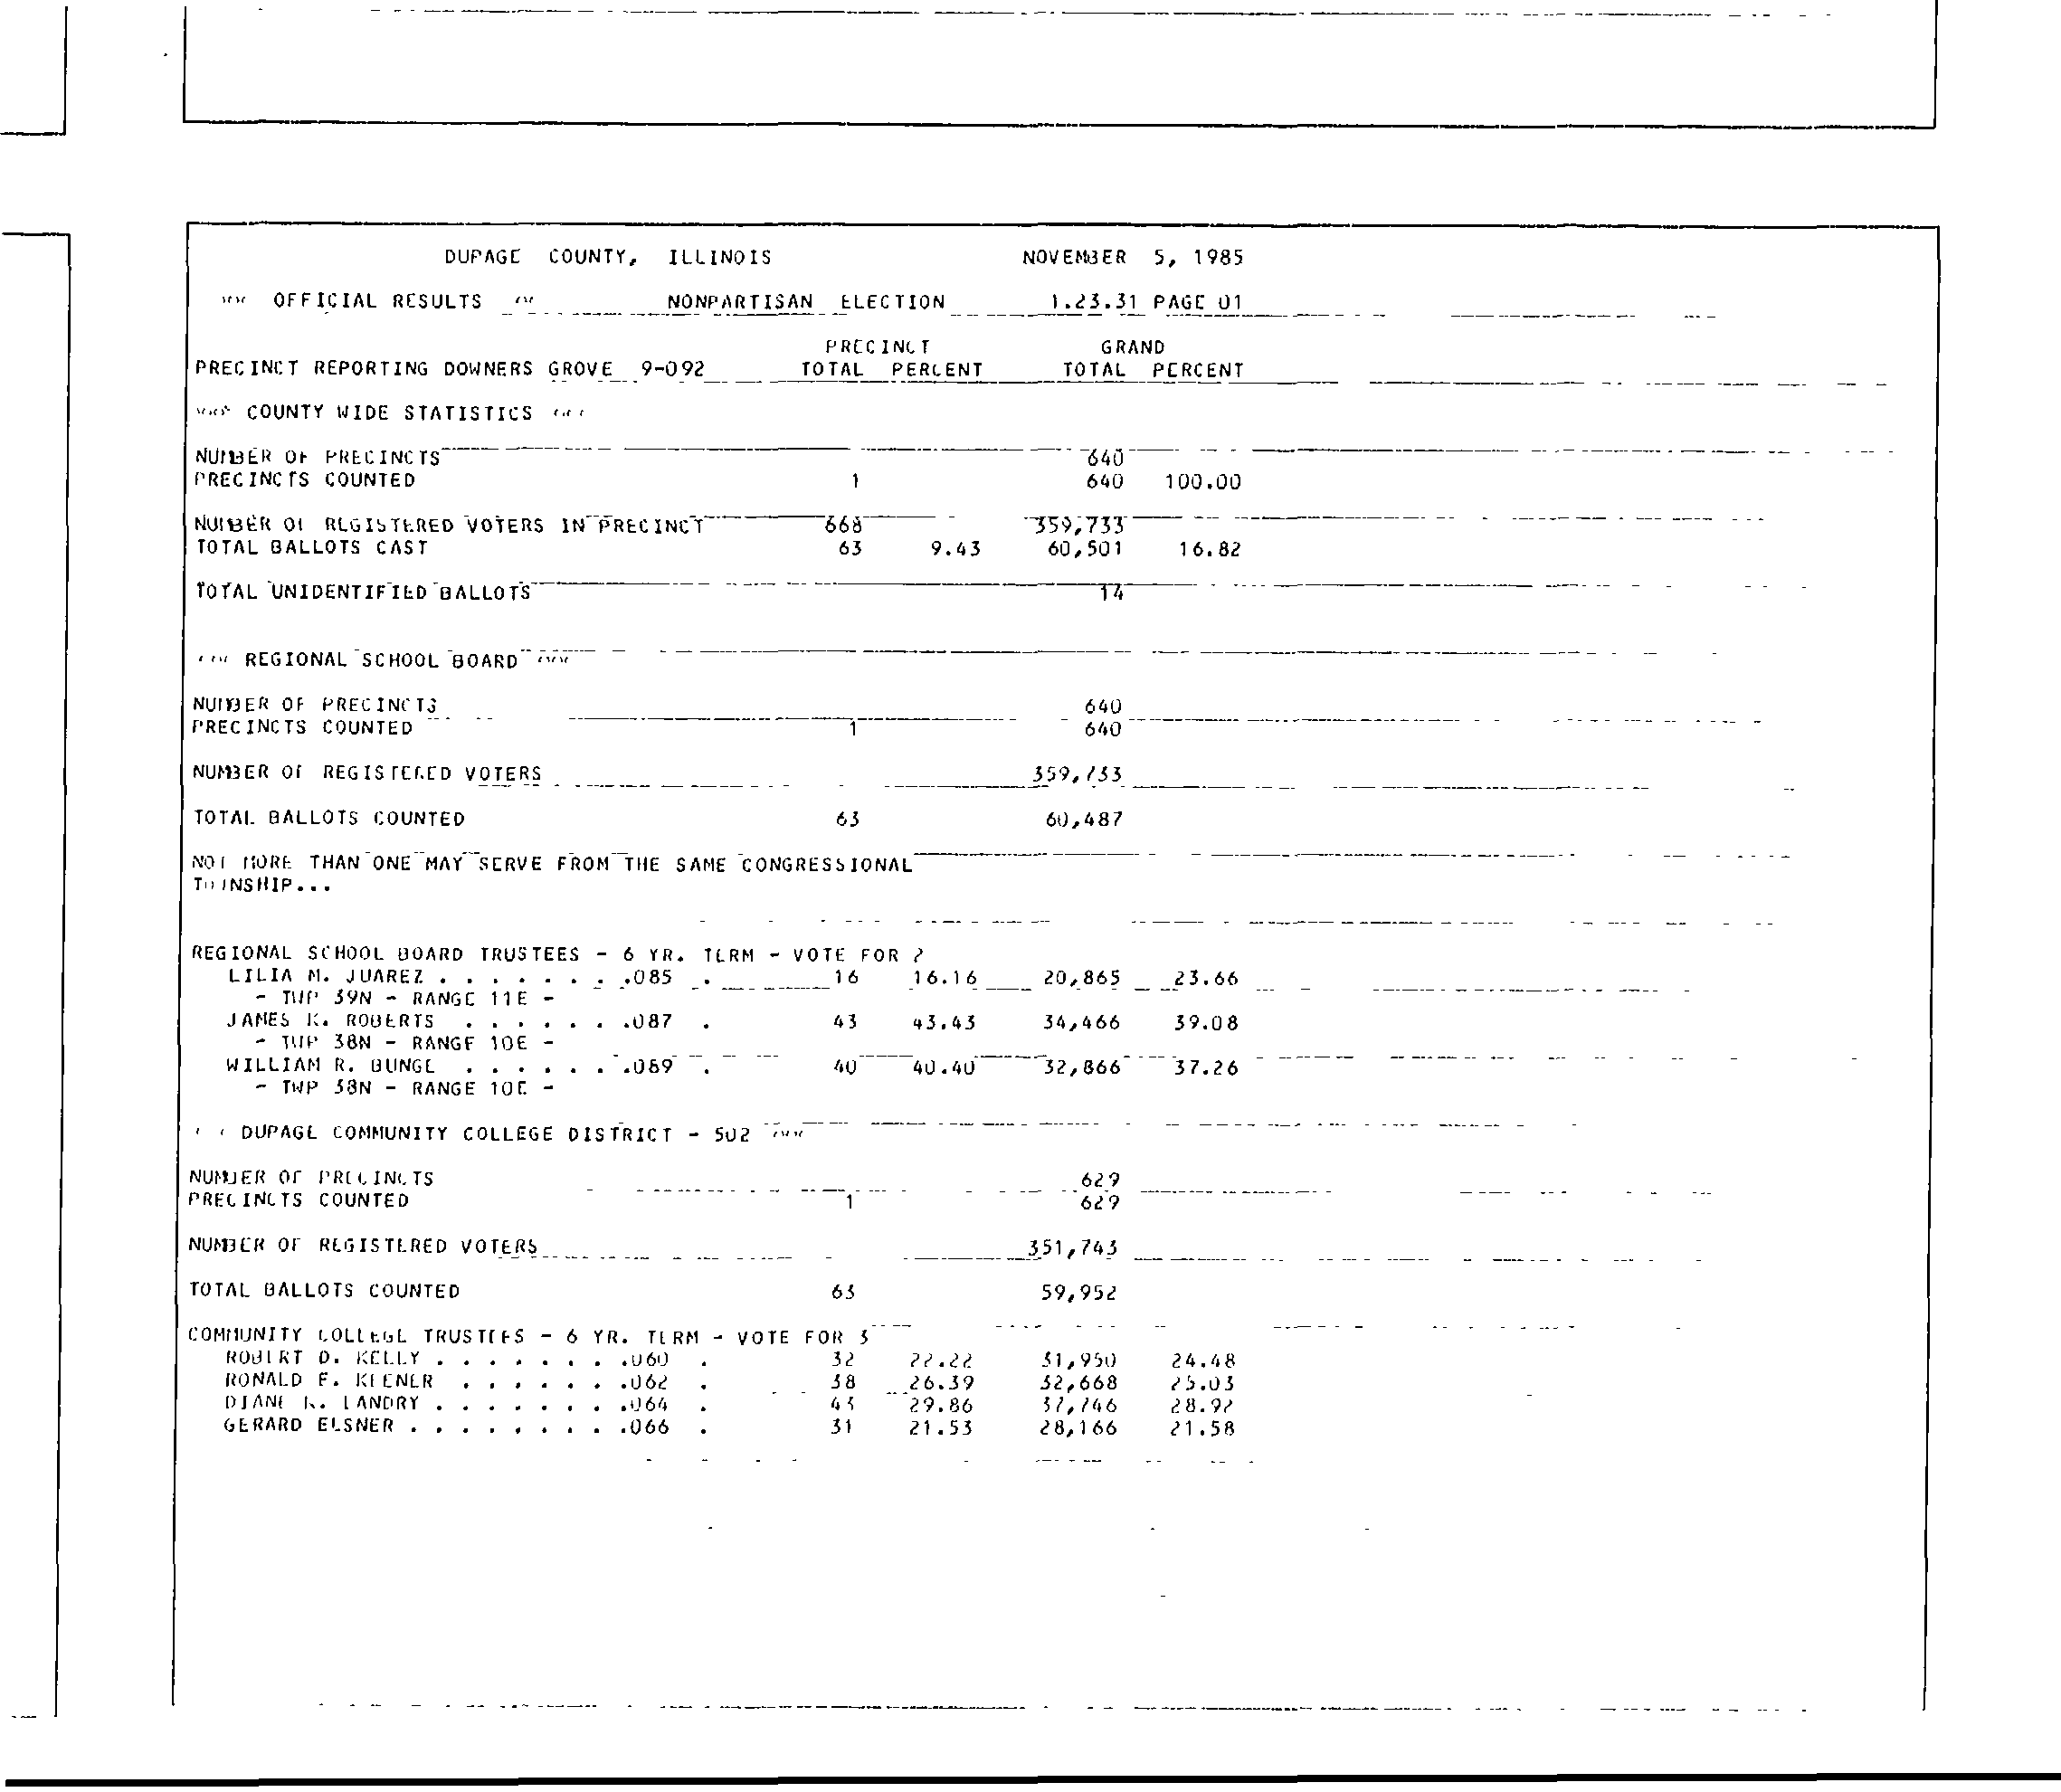 DUPAGE COUNTY, ILLINOIS NOVEMBER 5, 1985
OFFICIAL RESULTS NONPARTISAN ELECTION 1.23.31 PAGE 01
PRECINCT GRAND
PRECINCT REPORTING DOWNERS GROVE 9-092 TOTAL PERCENT TOTAL PERCENT
*** COUNTY WIDE STATISTICS ***
NUMBER OF PRECINCTS 640
PRECINCTS COUNTED 1 640 100.00
NUMBER OF REGISTERED VOTERS IN PRECINCT 668 359,733
TOTAL BALLOTS CAST 63 9.43 60,501 16.82
TOTAL UNIDENTIFIED BALLOTS 14
*** REGIONAL SCHOOL BOARD ***
NUMBER OF PRECINCTS 640
PRECINCTS COUNTED 1 640
NUMBER OF REGISTERED VOTERS 359,733
TOTAL BALLOTS COUNTED 63 60,487
NOT MORE THAN ONE MAY SERVE FROM THE SAME CONGRESSIONAL
TOWNSHIP...
REGIONAL SCHOOL BOARD TRUSTEES - 6 YR. TERM - VOTE FOR 2
LILIA M. JUAREZ . . . . . . . .085 . 16 16.16 20,865 23.66
- TWP 39N - RANGE 11E -
JAMES K. ROBERTS . . . . . . .087 . 43 43.43 34,466 39.08
- TWP 38N - RANGE 10E -
WILLIAM R. BUNGE . . . . . . .089 . 40 40.40 32,866 37.26
- TWP 38N - RANGE 10E -
*** DUPAGE COMMUNITY COLLEGE DISTRICT - 502 ***
NUMBER OF PRECINCTS 629
PRECINCTS COUNTED 1 629
NUMBER OF REGISTERED VOTERS 351,743
TOTAL BALLOTS COUNTED 63 59,952
COMMUNITY COLLEGE TRUSTEES - 6 YR. TERM - VOTE FOR 3
ROBERT D. KELLY . . . . . . . .060 . 32 22.22 31,950 24.48
RONALD E. KEENER . . . . . . .062 . 38 26.39 32,668 25.03
DIANE K. LANDRY . . . . . . . .064 . 43 29.86 37,746 28.92
GERARD ELSNER . . . . . . . . .066 . 31 21.53 28,166 21.58